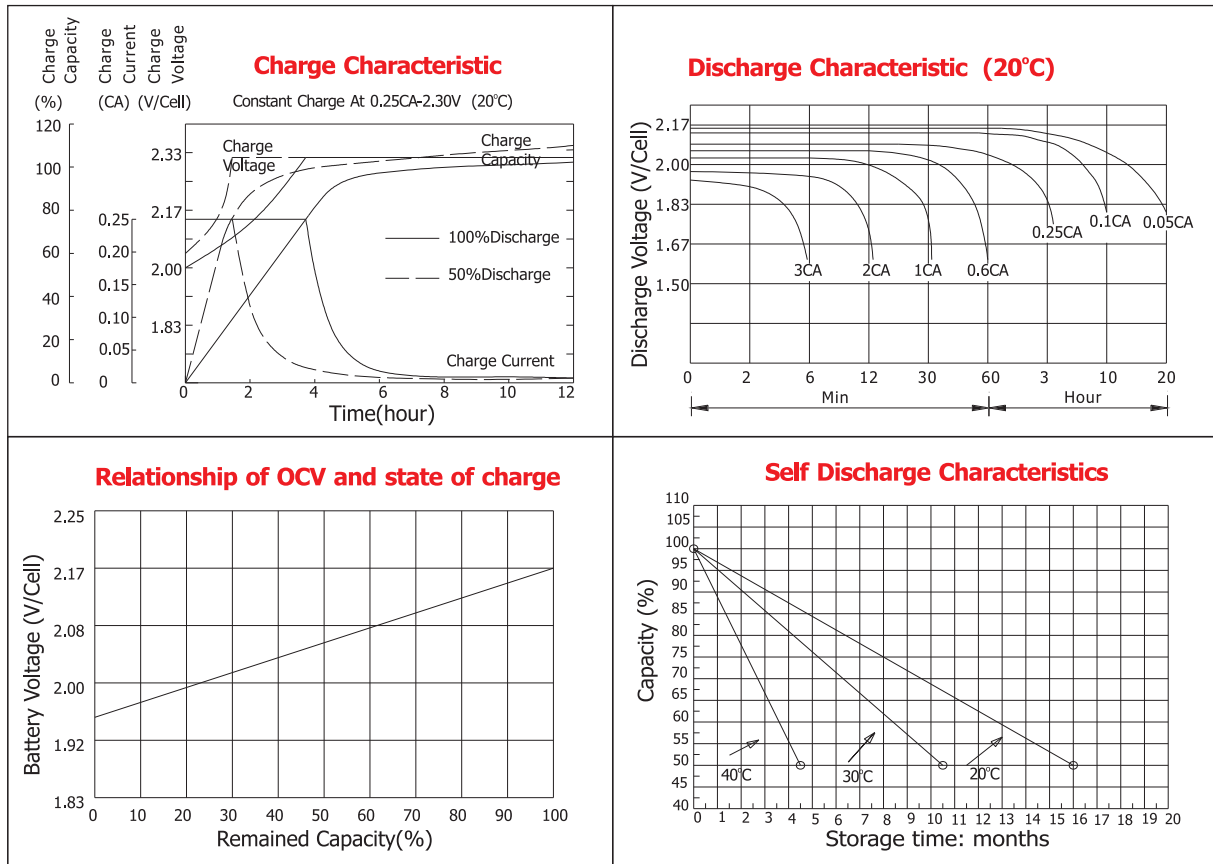 Charge Capacity
Charge Current
Charge Voltage
(%)
(CA)
(V/Cell)
Charge Characteristic
Constant Charge At 0.25CA-2.30V (20°C)
120
100
80
60
40
20
0
0.25
0.20
0.15
0.10
0.05
0
2.33
2.17
2.00
1.83
Charge Voltage
Charge Capacity
100%Discharge
50%Discharge
Charge Current
0 2 4 6 8 10 12
Time(hour)
Discharge Characteristic (20°C)
Discharge Voltage (V/Cell)
2.17
2.00
1.83
1.67
1.50
3CA
2CA
1CA
0.6CA
0.25CA
0.1CA
0.05CA
0 2 6 12 30 60 3 10 20
Min
Hour
Relationship of OCV and state of charge
Battery Voltage (V/Cell)
2.25
2.17
2.08
2.00
1.92
1.83
0 10 20 30 40 50 60 70 80 90 100
Remained Capacity(%)
Self Discharge Characteristics
Capacity (%)
110
105
100
95
90
85
80
75
70
65
60
55
50
45
40
40°C
30°C
20°C
0 1 2 3 4 5 6 7 8 9 10 11 12 13 14 15 16 17 18 19 20
Storage time: months